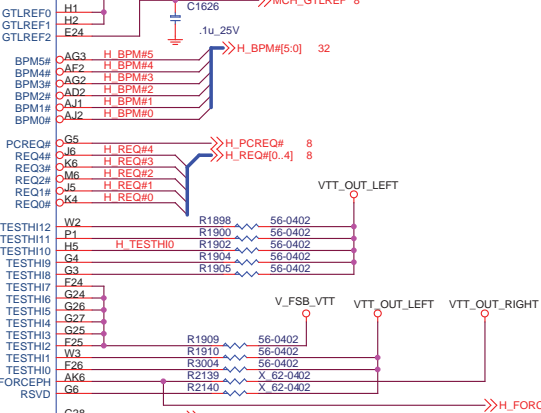 MCH_GTLREF 8
GTLREF0 H1
GTLREF1 H2
GTLREF2 E24
C1626
.1u_25V
BPM5# AG3 H_BPM#5 H_BPM#[5:0] 32
BPM4# AF2 H_BPM#4
BPM3# AG2 H_BPM#3
BPM2# AD2 H_BPM#2
BPM1# AJ1 H_BPM#1
BPM0# AJ2 H_BPM#0
PCREQ# G5 H_PCREQ# 8
REQ4# J6 H_REQ#4 H_REQ#[0..4] 8
REQ3# K6 H_REQ#3
REQ2# M6 H_REQ#2
REQ1# J5 H_REQ#1
REQ0# K4 H_REQ#0
VTT_OUT_LEFT
TESTHI12 W2 R1898 56-0402
TESTHI11 P1 R1900 56-0402
TESTHI10 H5 H_TESTHI0 R1902 56-0402
TESTHI9 G4 R1904 56-0402
TESTHI8 G3 R1905 56-0402
TESTHI7 F24
TESTHI6 G24
TESTHI5 G26
TESTHI4 G27
TESTHI3 G25
V_FSB_VTT VTT_OUT_LEFT VTT_OUT_RIGHT
TESTHI2 F25 R1909 56-0402
TESTHI1 W3 R1910 56-0402
TESTHI0 F26 R3004 56-0402
FORCEPH AK6 R2139 X_62-0402
RSVD G6 R2140 X_62-0402
H_FORC